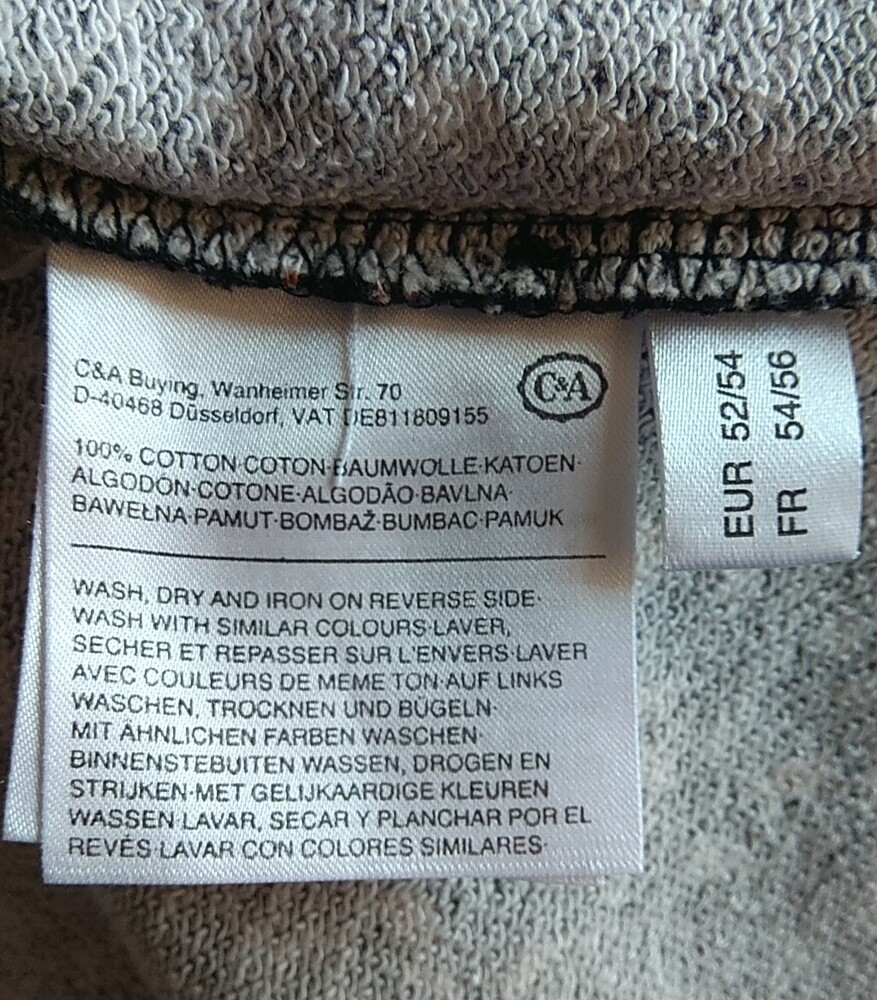 C&A Buying, Wanheimer Str. 70
D-40468 Düsseldorf, VAT DE811809155
C&A
100% COTTON·COTON·BAUMWOLLE·KATOEN·
ALGODÓN·COTONE·ALGODÃO·BAVLNA·
BAWEŁNA·PAMUT·BOMBAŽ·BUMBAC·PAMUK
WASH, DRY AND IRON ON REVERSE SIDE·
WASH WITH SIMILAR COLOURS·LAVER,
SECHER ET REPASSER SUR L'ENVERS·LAVER
AVEC COULEURS DE MEME TON·AUF LINKS
WASCHEN, TROCKNEN UND BÜGELN·
MIT ÄHNLICHEN FARBEN WASCHEN·
BINNENSTEBUITEN WASSEN, DROGEN EN
STRIJKEN·MET GELIJKAARDIGE KLEUREN
WASSEN·LAVAR, SECAR Y PLANCHAR POR EL
REVÉS·LAVAR CON COLORES SIMILARES·
EUR 52/54
FR 54/56